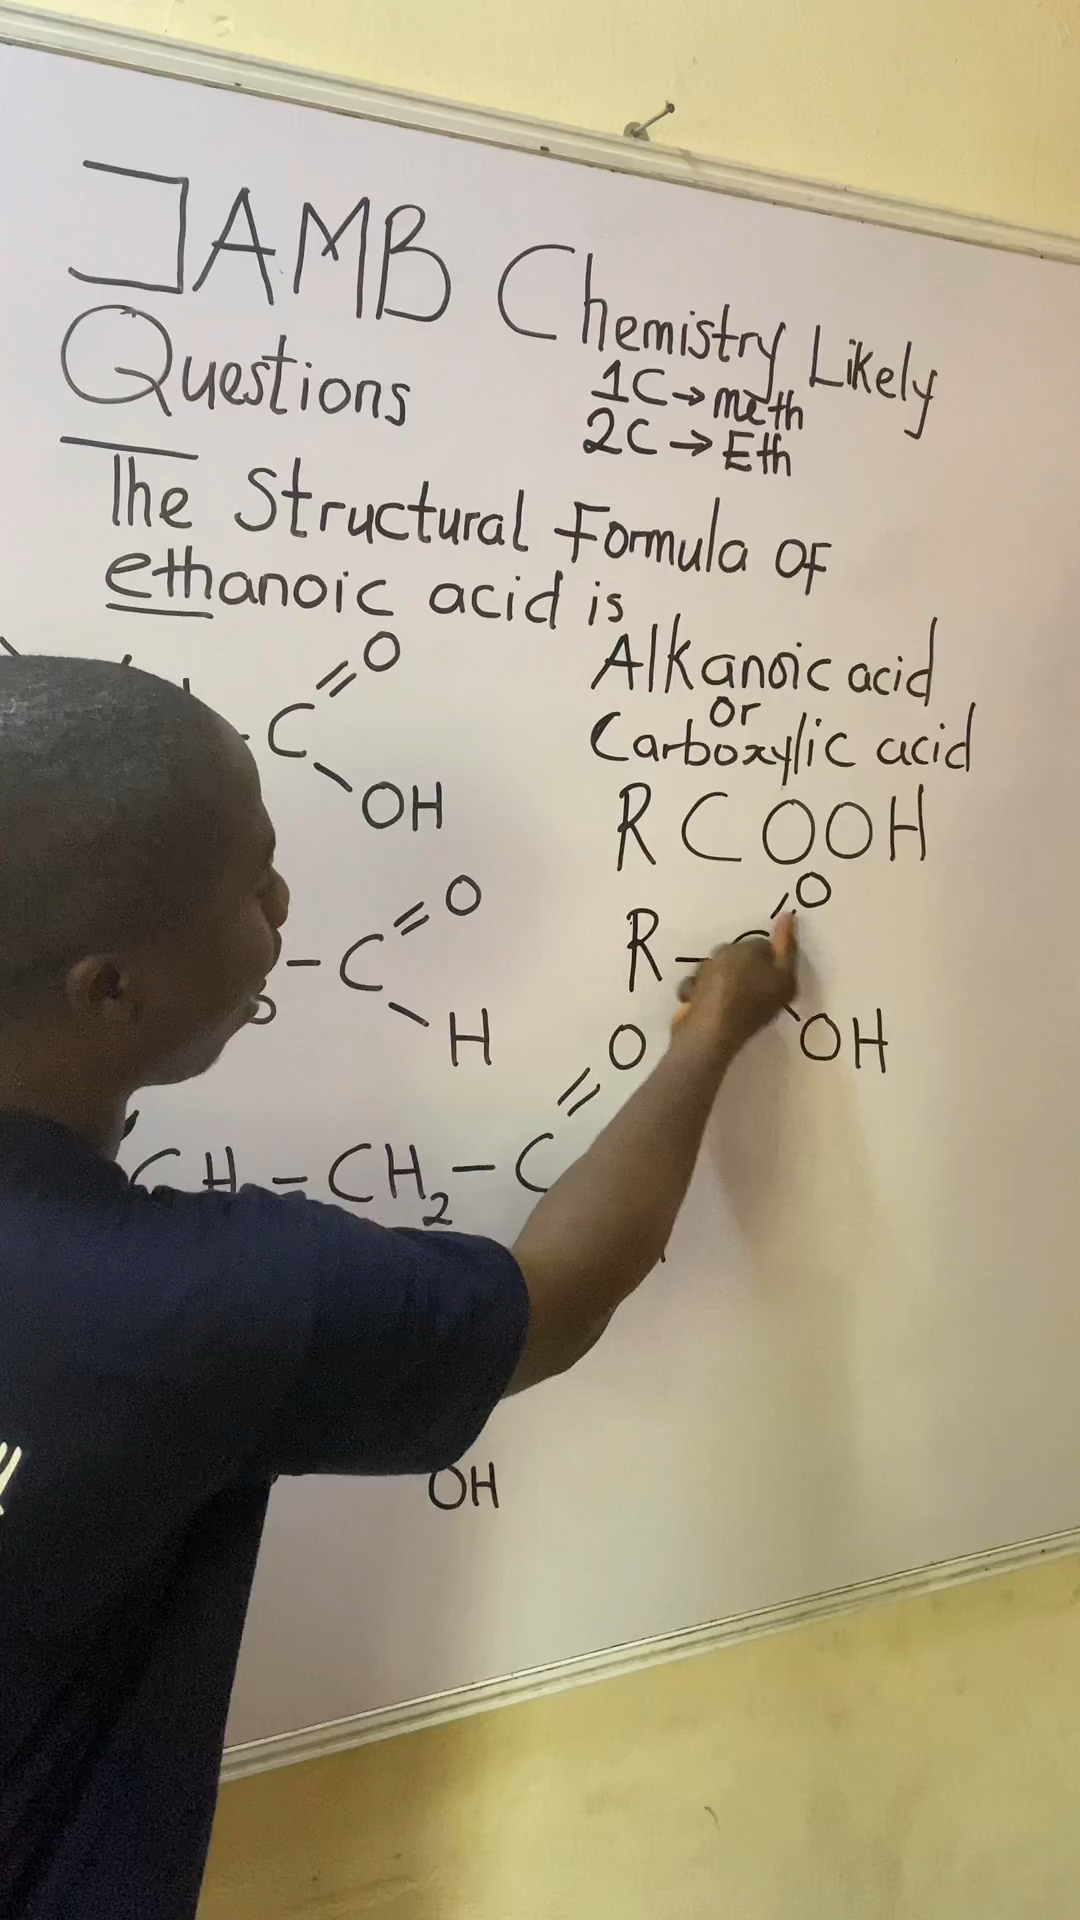 JAMB Chemistry Likely
Questions
1C→meth
2C→Eth
The Structural Formula of
ethanoic acid is
Alkanoic acid
or
Carboxylic acid
RCOOH
O
C
OH
O
R-
OH
O
-C
H
O
CH -CH₂-C
OH